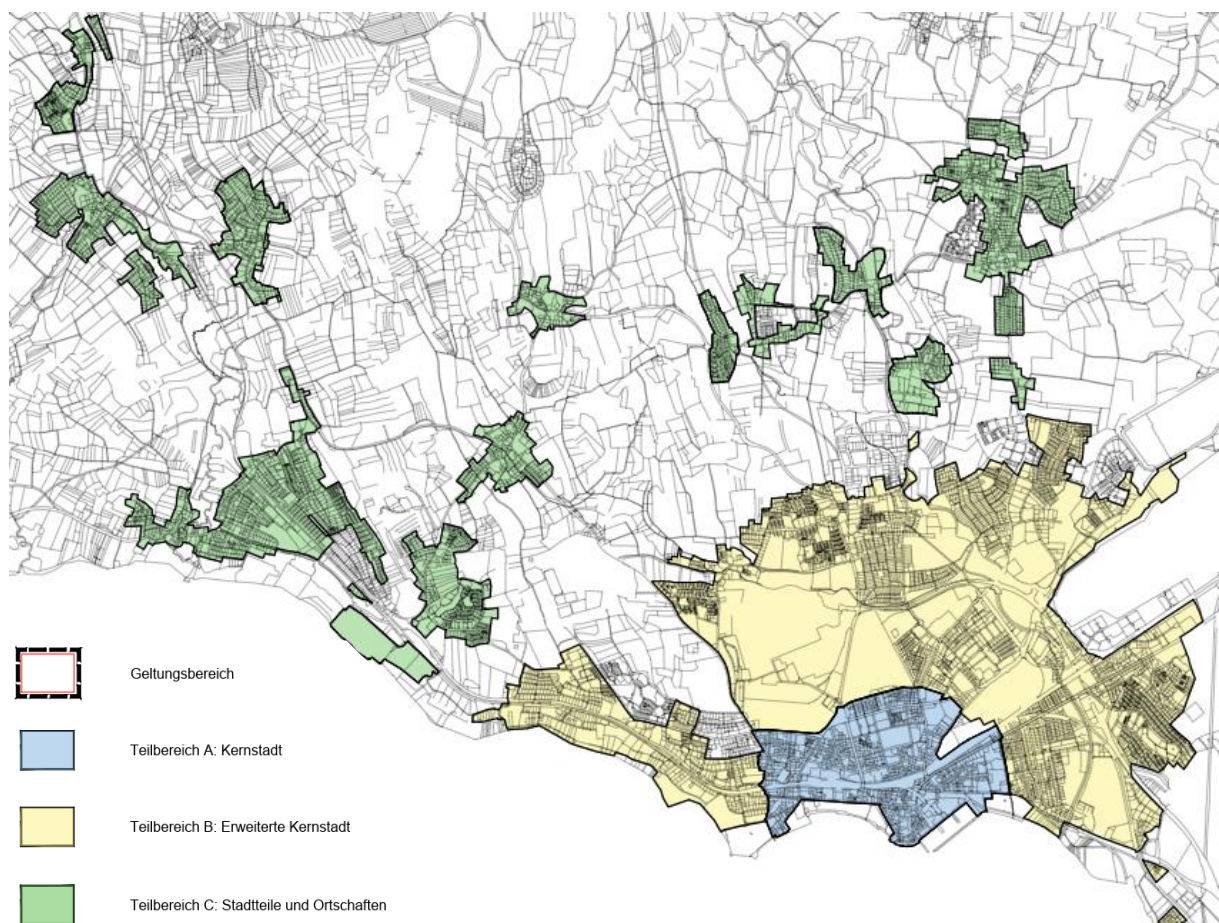 Geltungsbereich
Teilbereich A: Kernstadt
Teilbereich B: Erweiterte Kernstadt
Teilbereich C: Stadtteile und Ortschaften